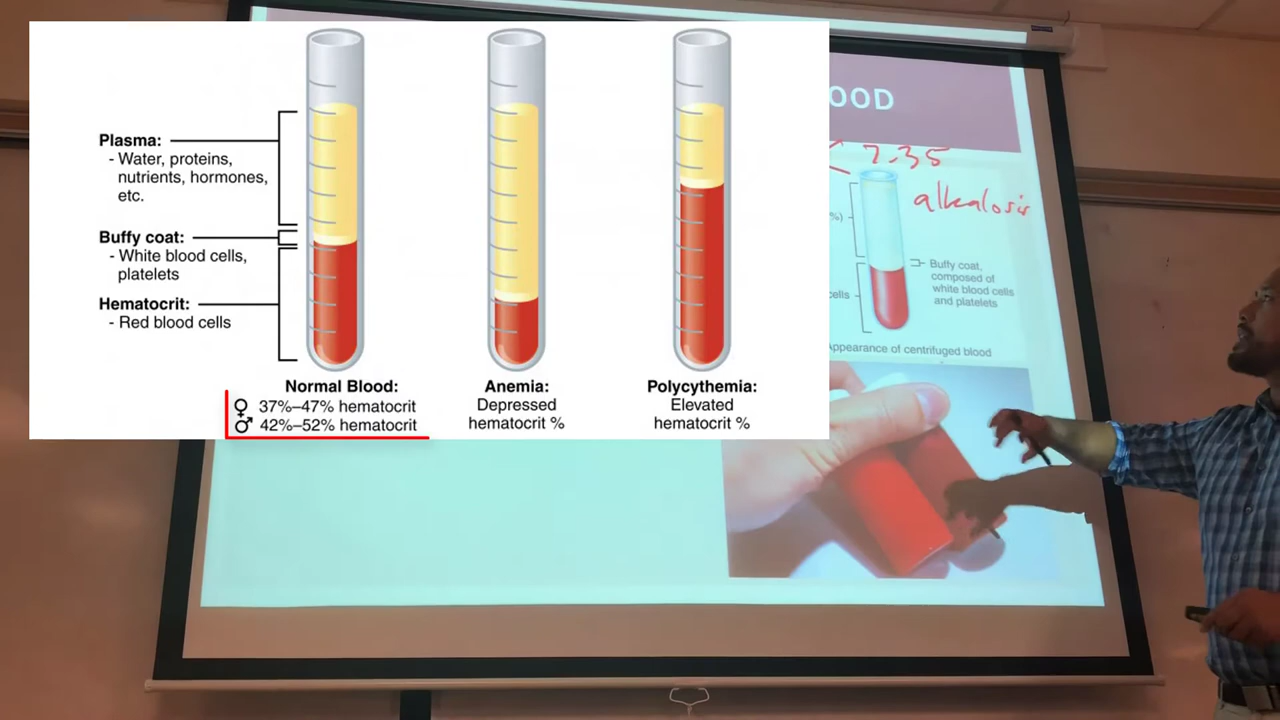 Plasma:
- Water, proteins,
nutrients, hormones,
etc.
Buffy coat:
- White blood cells,
platelets
Hematocrit:
- Red blood cells
Normal Blood:
♀ 37%–47% hematocrit
♂ 42%–52% hematocrit
Anemia:
Depressed
hematocrit %
Polycythemia:
Elevated
hematocrit %
OOD
< 7.35
alkalosis
%)
Buffy coat,
composed of
white blood cells
and platelets
cells
Appearance of centrifuged blood